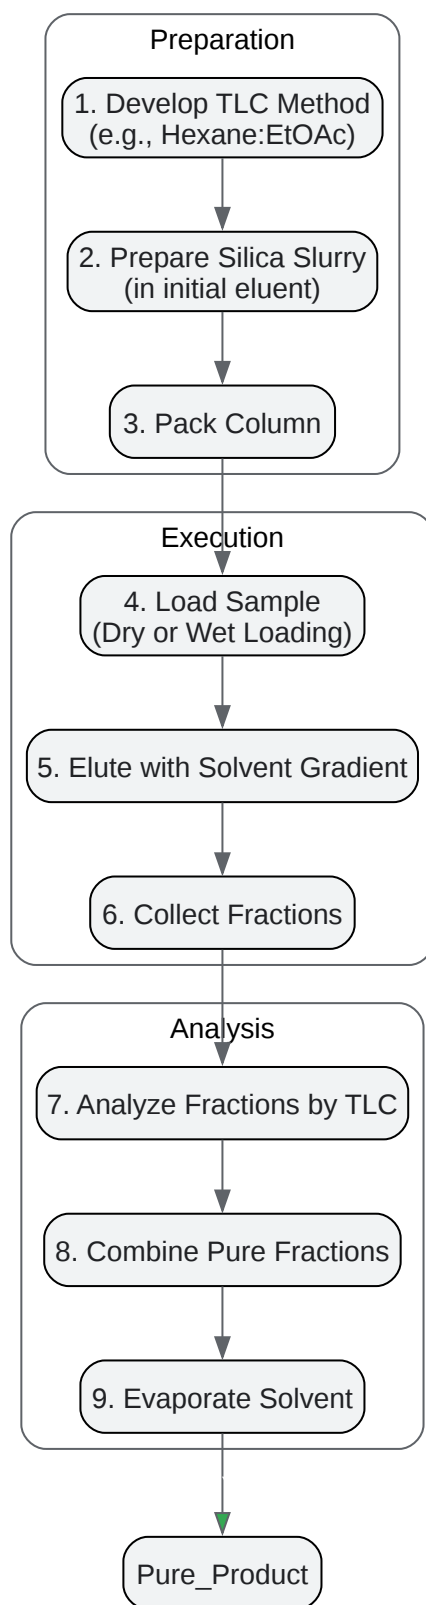 Preparation
1. Develop TLC Method
(e.g., Hexane:EtOAc)
2. Prepare Silica Slurry
(in initial eluent)
3. Pack Column
Execution
4. Load Sample
(Dry or Wet Loading)
5. Elute with Solvent Gradient
6. Collect Fractions
Analysis
7. Analyze Fractions by TLC
8. Combine Pure Fractions
9. Evaporate Solvent
Pure_Product